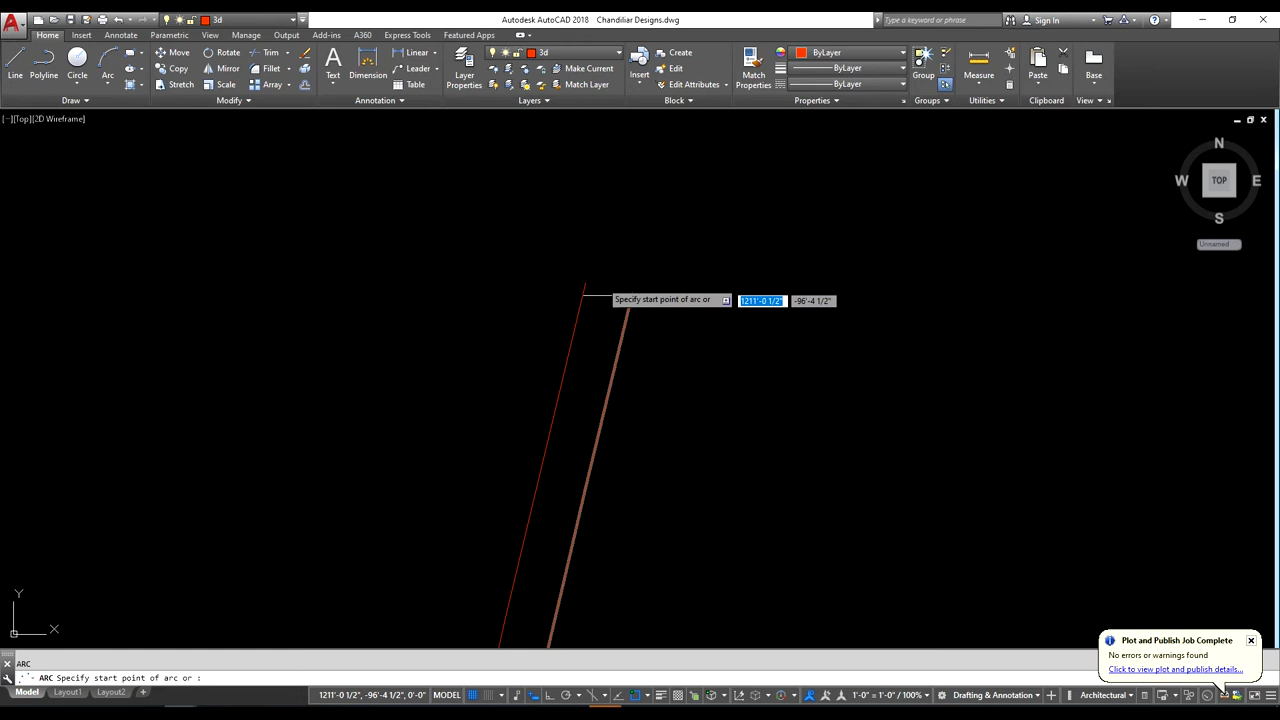 3d
Autodesk AutoCAD 2018 Chandiliar Designs.dwg
Type a keyword or phrase
Sign In
Home Insert Annotate Parametric View Manage Output Add-ins A360 Express Tools Featured Apps
Line
Polyline
Circle
Arc
Move
Rotate
Trim
Copy
Mirror
Fillet
Stretch
Scale
Array
Text
Dimension
Linear
Leader
Table
Layer
Properties
3d
Make Current
Match Layer
Insert
Create
Edit
Edit Attributes
Match
Properties
ByLayer
ByLayer
ByLayer
Group
Measure
Paste
Base
Draw
Modify
Annotation
Layers
Block
Properties
Groups
Utilities
Clipboard
View
[−][Top][2D Wireframe]
N
W
TOP
E
S
Unnamed
Specify start point of arc or
1211'-0 1/2"
-96'-4 1/2"
Y
X
Plot and Publish Job Complete
No errors or warnings found
Click to view plot and publish details...
ARC
ARC Specify start point of arc or :
Model Layout1 Layout2 +
1211'-0 1/2", -96'-4 1/2", 0'-0" MODEL
1'-0" = 1'-0" / 100%
Drafting & Annotation
Architectural